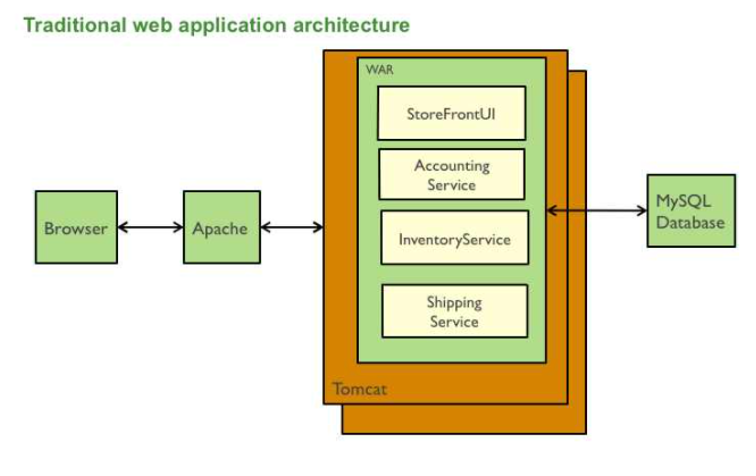 Traditional web application architecture
WAR
StoreFrontUI
Accounting
Service
InventoryService
Shipping
Service
Tomcat
Browser
Apache
MySQL
Database